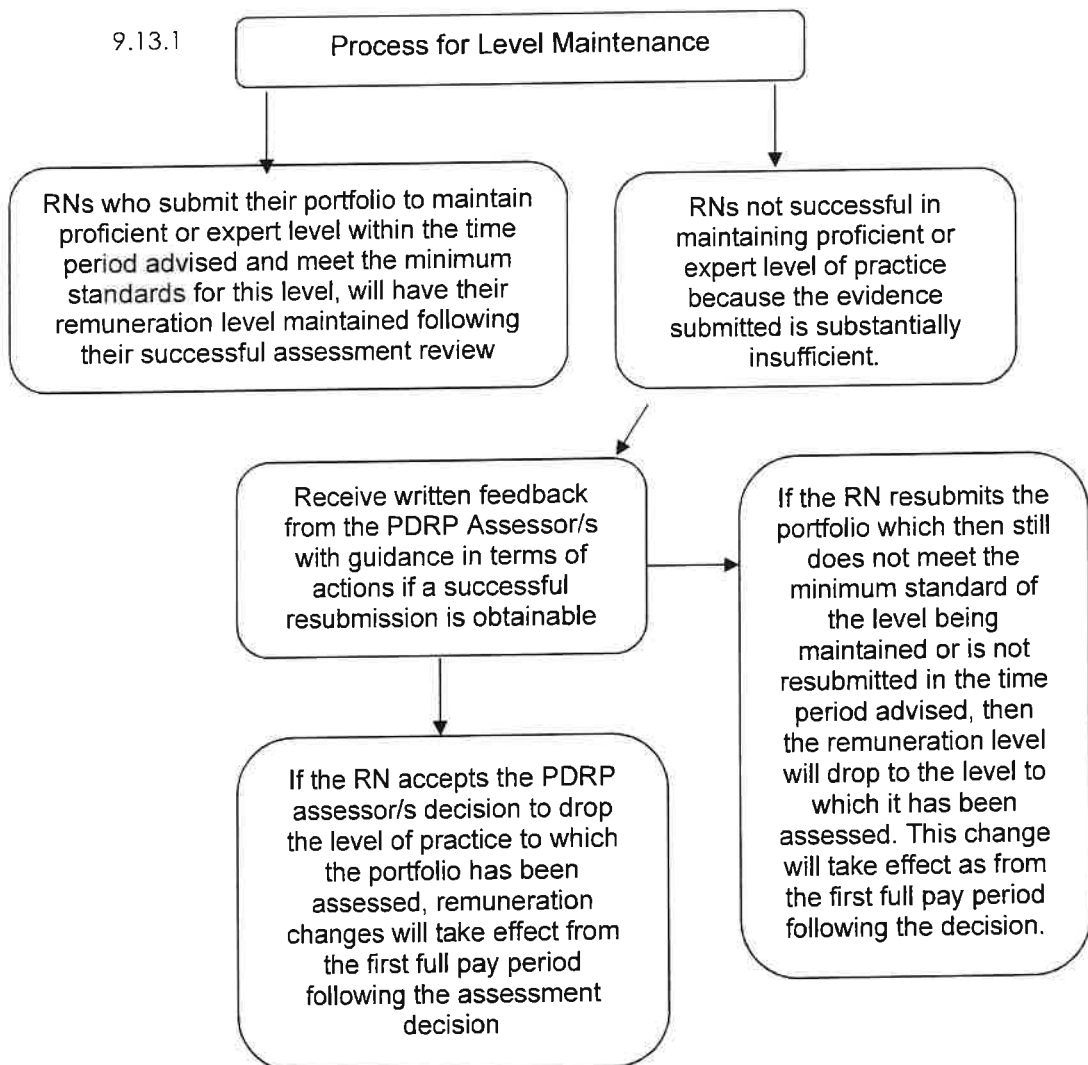 9.13.1
Process for Level Maintenance
RNs who submit their portfolio to maintain
proficient or expert level within the time
period advised and meet the minimum
standards for this level, will have their
remuneration level maintained following
their successful assessment review
RNs not successful in
maintaining proficient or
expert level of practice
because the evidence
submitted is substantially
insufficient.
Receive written feedback
from the PDRP Assessor/s
with guidance in terms of
actions if a successful
resubmission is obtainable
If the RN resubmits the
portfolio which then still
does not meet the
minimum standard of
the level being
maintained or is not
resubmitted in the time
period advised, then
the remuneration level
will drop to the level to
which it has been
assessed. This change
will take effect as from
the first full pay period
following the decision.
If the RN accepts the PDRP
assessor/s decision to drop
the level of practice to which
the portfolio has been
assessed, remuneration
changes will take effect from
the first full pay period
following the assessment
decision